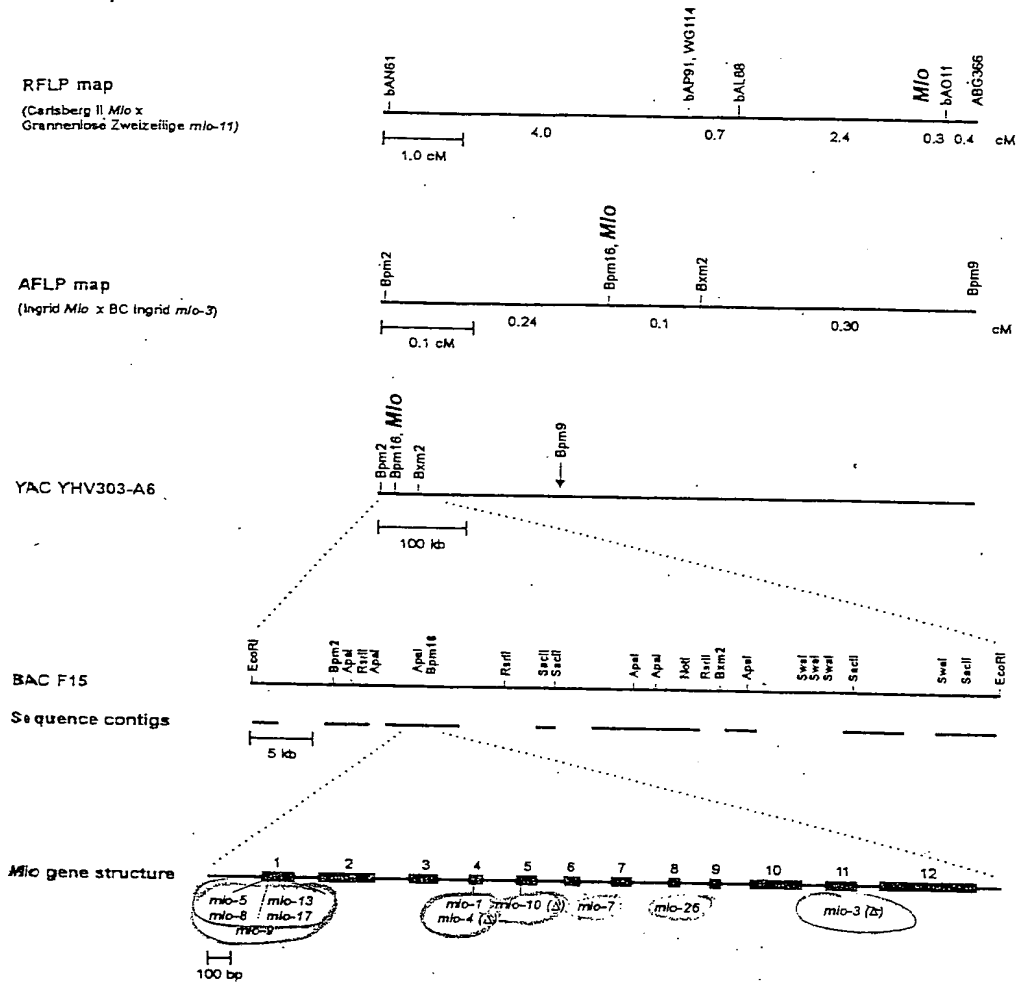 bAN61 bAP91, WG114 bAL88 Mlo bAO11 ABG366
RFLP map
(Carlsberg II Mlo x
Grannenlose Zweizeilige mlo-11)
4.0 0.7 2.4 0.3 0.4 cM
1.0 cM
Bpm2 Bpm16, Mlo Bxm2 Bpm9
AFLP map
(Ingrid Mlo x BC Ingrid mlo-3)
0.24 0.1 0.30 cM
0.1 cM
Bpm2 Bpm16, Mlo Bxm2 Bpm9
YAC YHV303-A6
100 kb
EcoRI Bpm2 ApaI RsrII ApaI ApaI Bpm16 RsrII SacII SacII ApaI ApaI NotI RsrII Bxm2 ApaI SwaI SwaI SwaI SacII SwaI SacII EcoRI
BAC F15
Sequence contigs
5 kb
1 2 3 4 5 6 7 8 9 10 11 12
Mlo gene structure
mlo-5 mlo-13 mlo-1 mlo-10 (Δ) mlo-7 mlo-26 mlo-3 (Δ)
mlo-8 mlo-17 mlo-4 (Δ)
mlo-9
100 bp